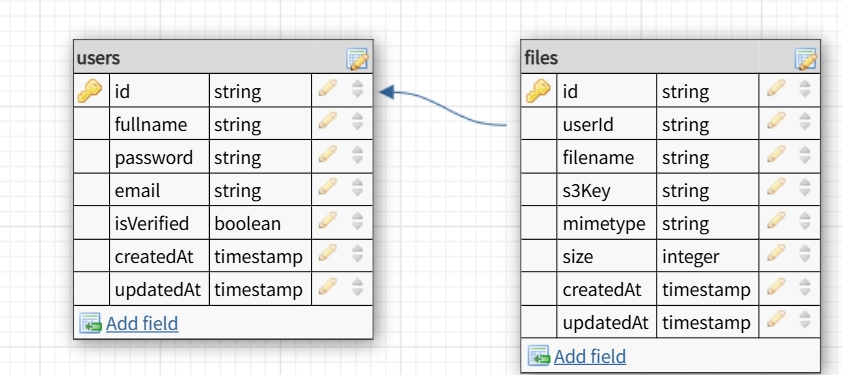 users
id string
fullname string
password string
email string
isVerified boolean
createdAt timestamp
updatedAt timestamp
Add field
files
id string
userId string
filename string
s3Key string
mimetype string
size integer
createdAt timestamp
updatedAt timestamp
Add field